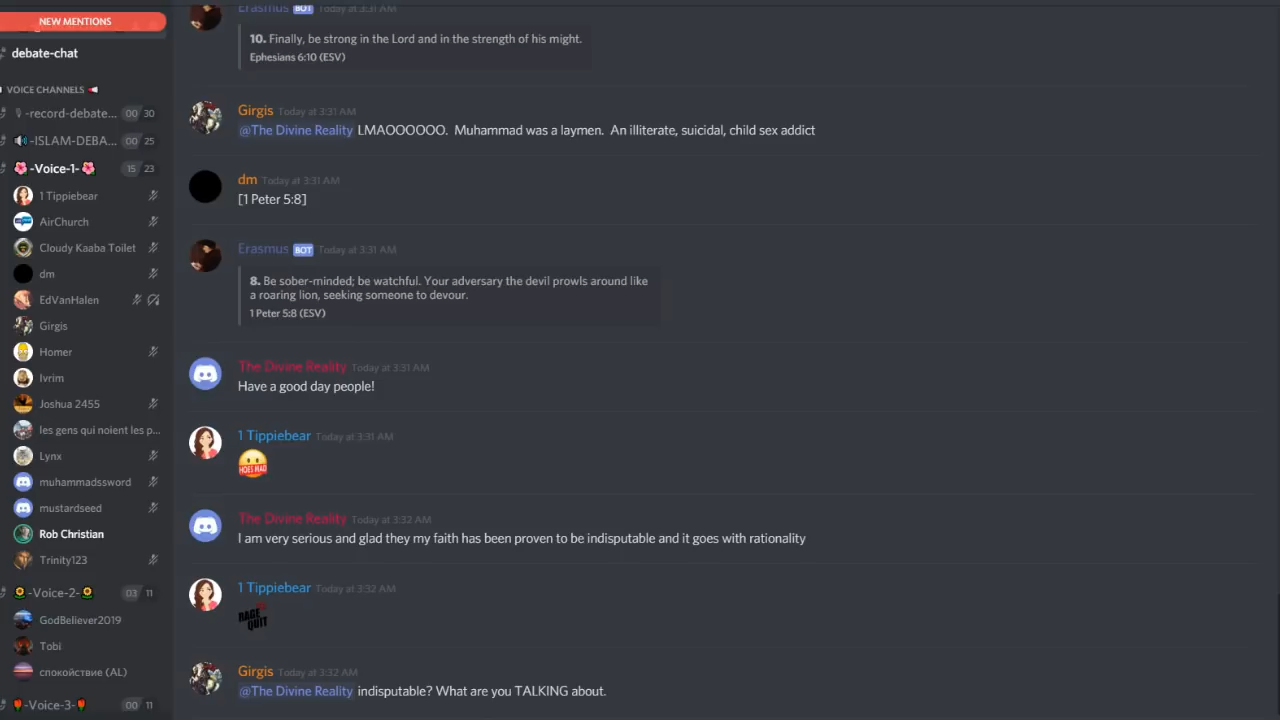 NEW MENTIONS
debate-chat
VOICE CHANNELS
-record-debate... 00 30
-ISLAM-DEBA... 00 25
-Voice-1- 15 23
1 Tippiebear
AirChurch
Cloudy Kaaba Toilet
dm
EdVanHalen
Girgis
Homer
Ivrim
Joshua 2455
les gens qui noient les p...
Lynx
muhammadssword
mustardseed
Rob Christian
Trinity123
-Voice-2- 03 11
GodBeliever2019
Tobi
спокойствие (AL)
-Voice-3- 00 11
Erasmus BOT Today at 3:31 AM
10. Finally, be strong in the Lord and in the strength of his might.
Ephesians 6:10 (ESV)
Girgis Today at 3:31 AM
@The Divine Reality LMAOOOOOO. Muhammad was a laymen. An illiterate, suicidal, child sex addict
dm Today at 3:31 AM
[1 Peter 5:8]
Erasmus BOT Today at 3:31 AM
8. Be sober-minded; be watchful. Your adversary the devil prowls around like
a roaring lion, seeking someone to devour.
1 Peter 5:8 (ESV)
The Divine Reality Today at 3:31 AM
Have a good day people!
1 Tippiebear Today at 3:31 AM
HOES MAD
The Divine Reality Today at 3:32 AM
I am very serious and glad they my faith has been proven to be indisputable and it goes with rationality
1 Tippiebear Today at 3:32 AM
RAGE
QUIT
Girgis Today at 3:32 AM
@The Divine Reality indisputable? What are you TALKING about.